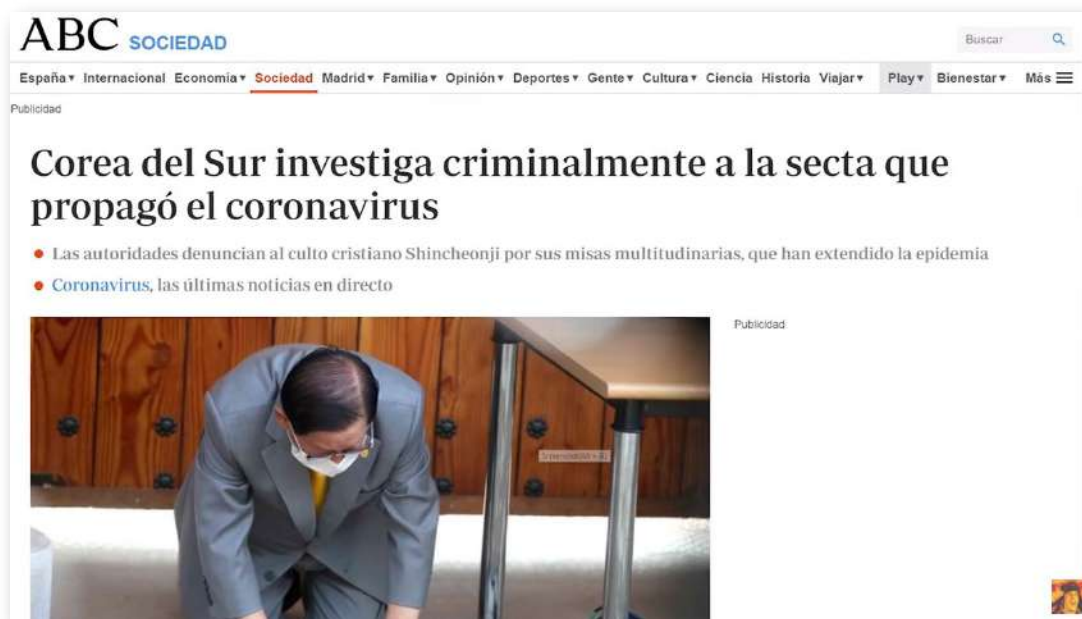 ABC SOCIEDAD
Buscar
España Internacional Economía Sociedad Madrid Familia Opinión Deportes Gente Cultura Ciencia Historia Viajar Play Bienestar Más
Publicidad
Corea del Sur investiga criminalmente a la secta que
propagó el coronavirus
Las autoridades denuncian al culto cristiano Shincheonji por sus misas multitudinarias, que han extendido la epidemia
Coronavirus, las últimas noticias en directo
Publicidad